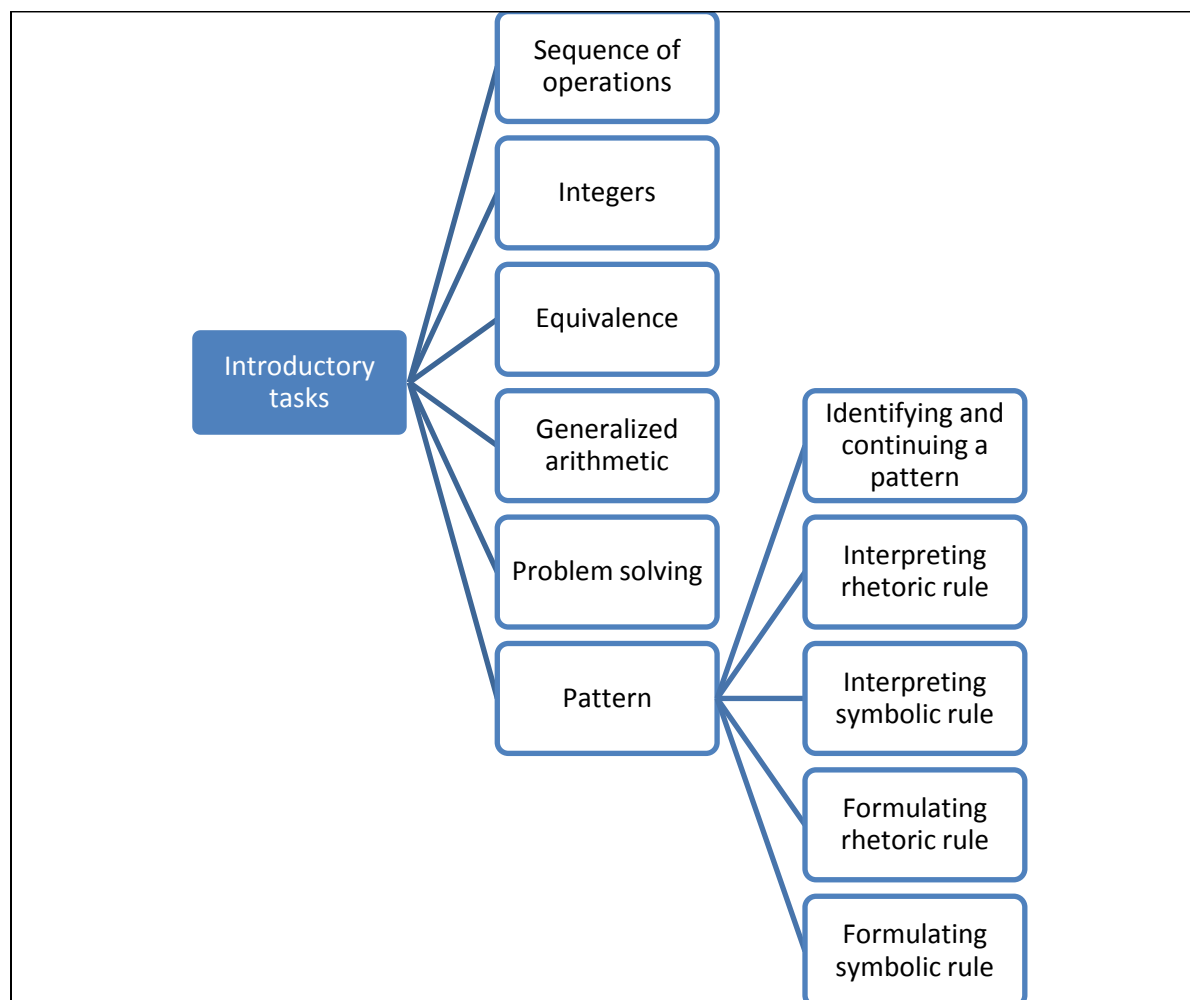 Sequence of
operations
Integers
Equivalence
Introductory
tasks
Generalized
arithmetic
Problem solving
Pattern
Identifying and
continuing a
pattern
Interpreting
rhetoric rule
Interpreting
symbolic rule
Formulating
rhetoric rule
Formulating
symbolic rule